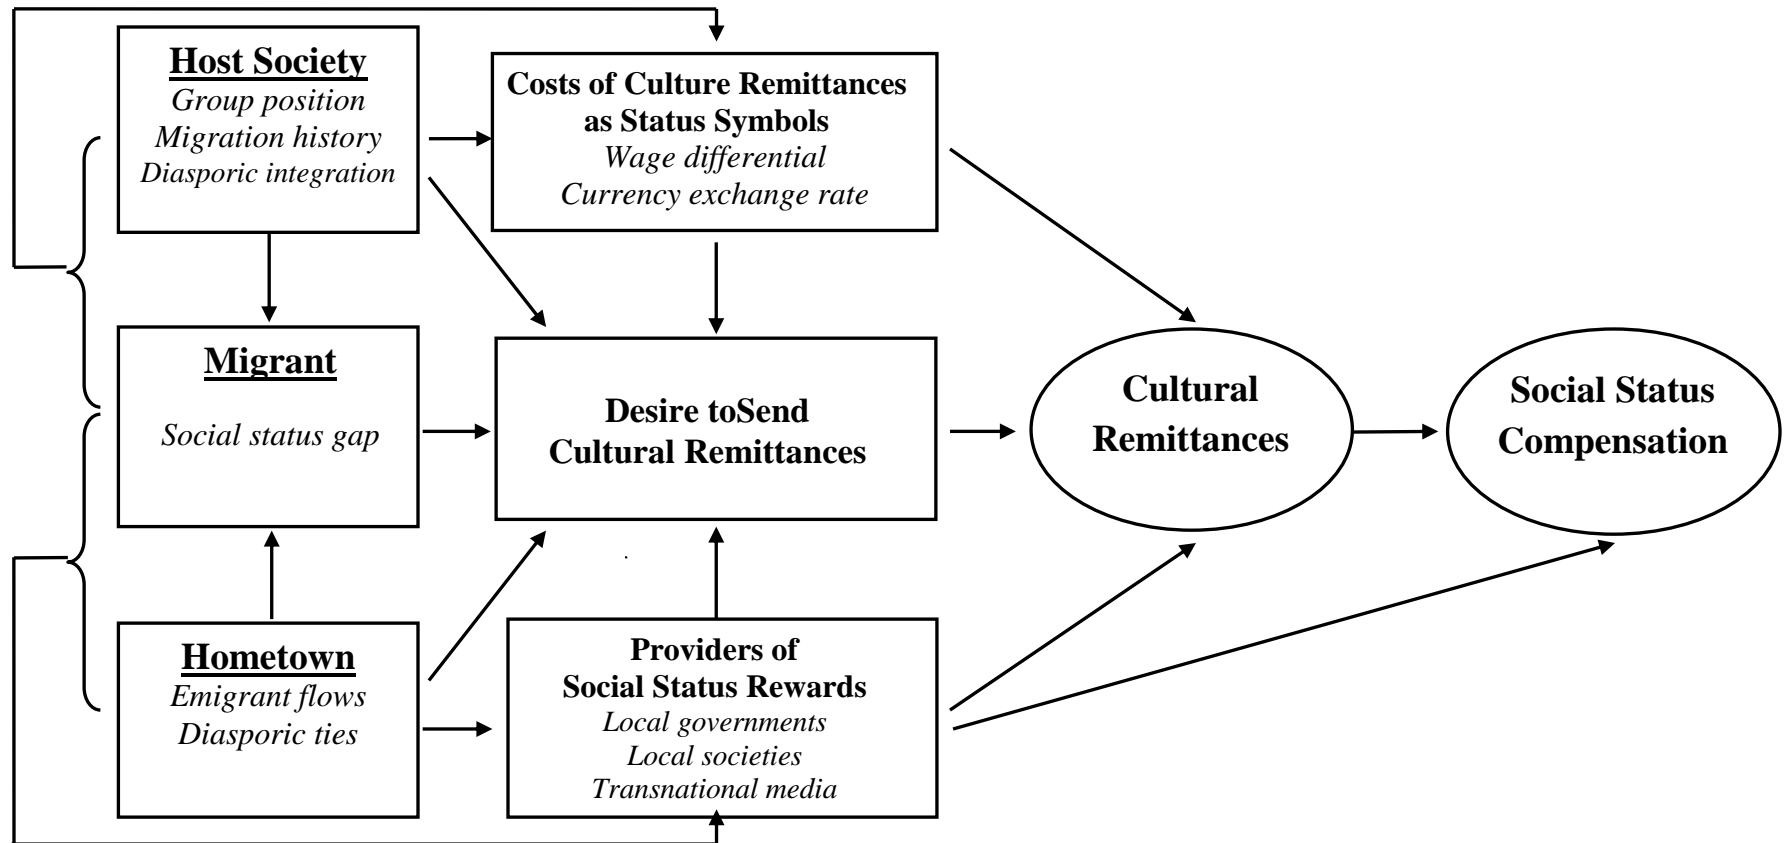 Host Society
Group position
Migration history
Diasporic integration
Costs of Culture Remittances
as Status Symbols
Wage differential
Currency exchange rate
Migrant
Social status gap
Desire toSend
Cultural Remittances
Cultural
Remittances
Social Status
Compensation
Hometown
Emigrant flows
Diasporic ties
Providers of
Social Status Rewards
Local governments
Local societies
Transnational media